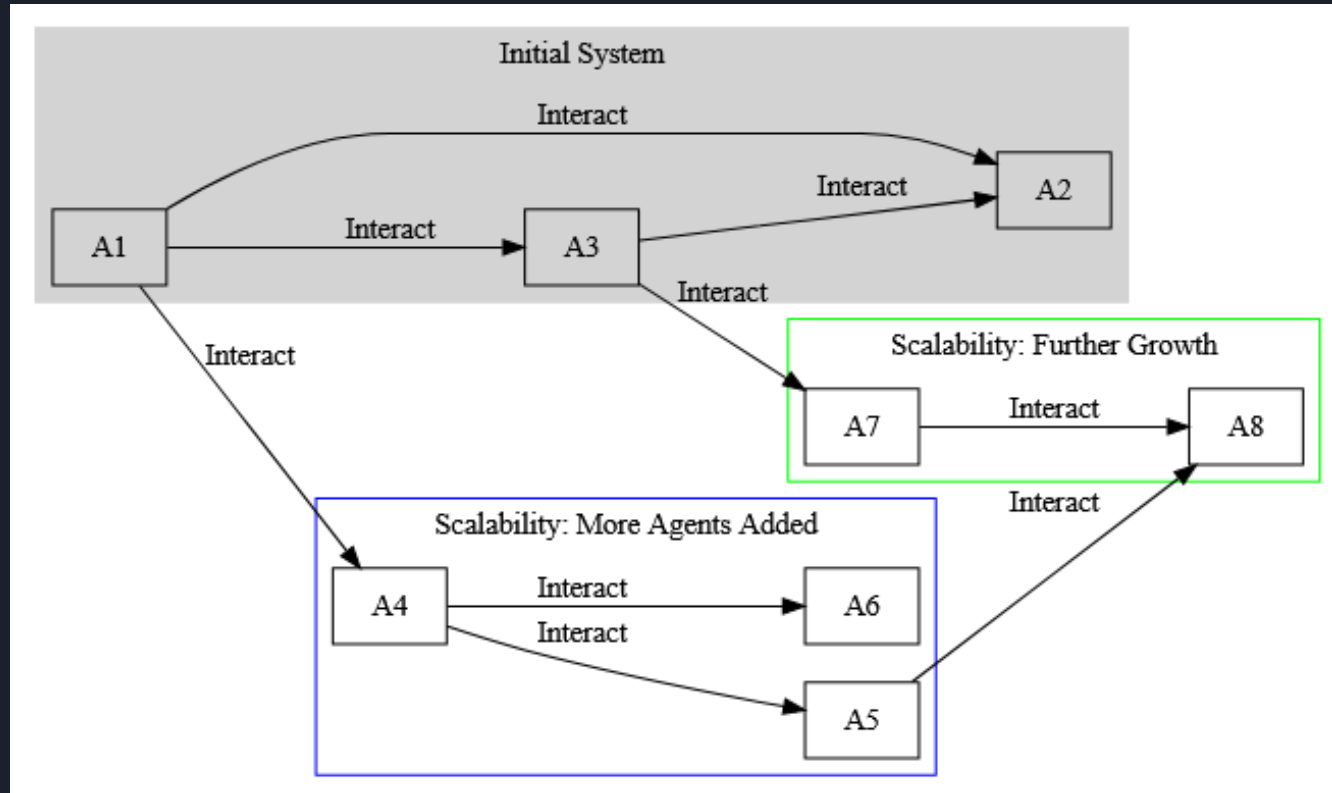 Initial System
Interact
A2
Interact
A1
Interact
A3
Interact
Interact
Scalability: Further Growth
A7
Interact
A8
Interact
Scalability: More Agents Added
A4
Interact
A6
Interact
A5